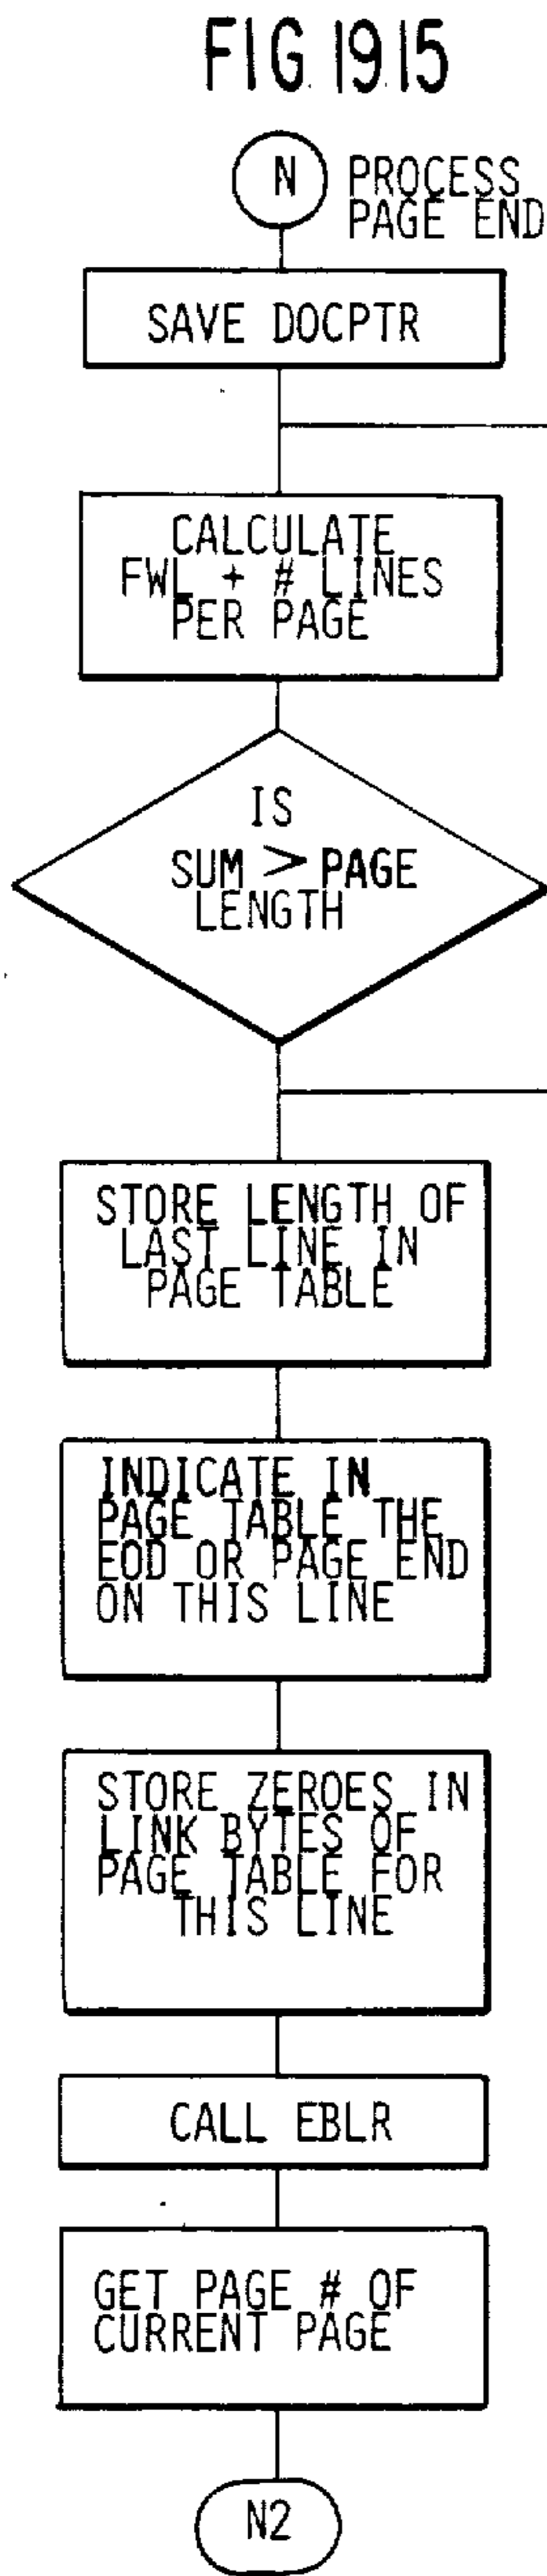 FIG 19.15
N PROCESS
PAGE END
SAVE DOCPTR
CALCULATE
FWL + # LINES
PER PAGE
IS
SUM > PAGE
LENGTH
STORE LENGTH OF
LAST LINE IN
PAGE TABLE
INDICATE IN
PAGE TABLE THE
EOD OR PAGE END
ON THIS LINE
STORE ZEROES IN
LINK BYTES OF
PAGE TABLE FOR
THIS LINE
CALL EBLR
GET PAGE # OF
CURRENT PAGE
N2